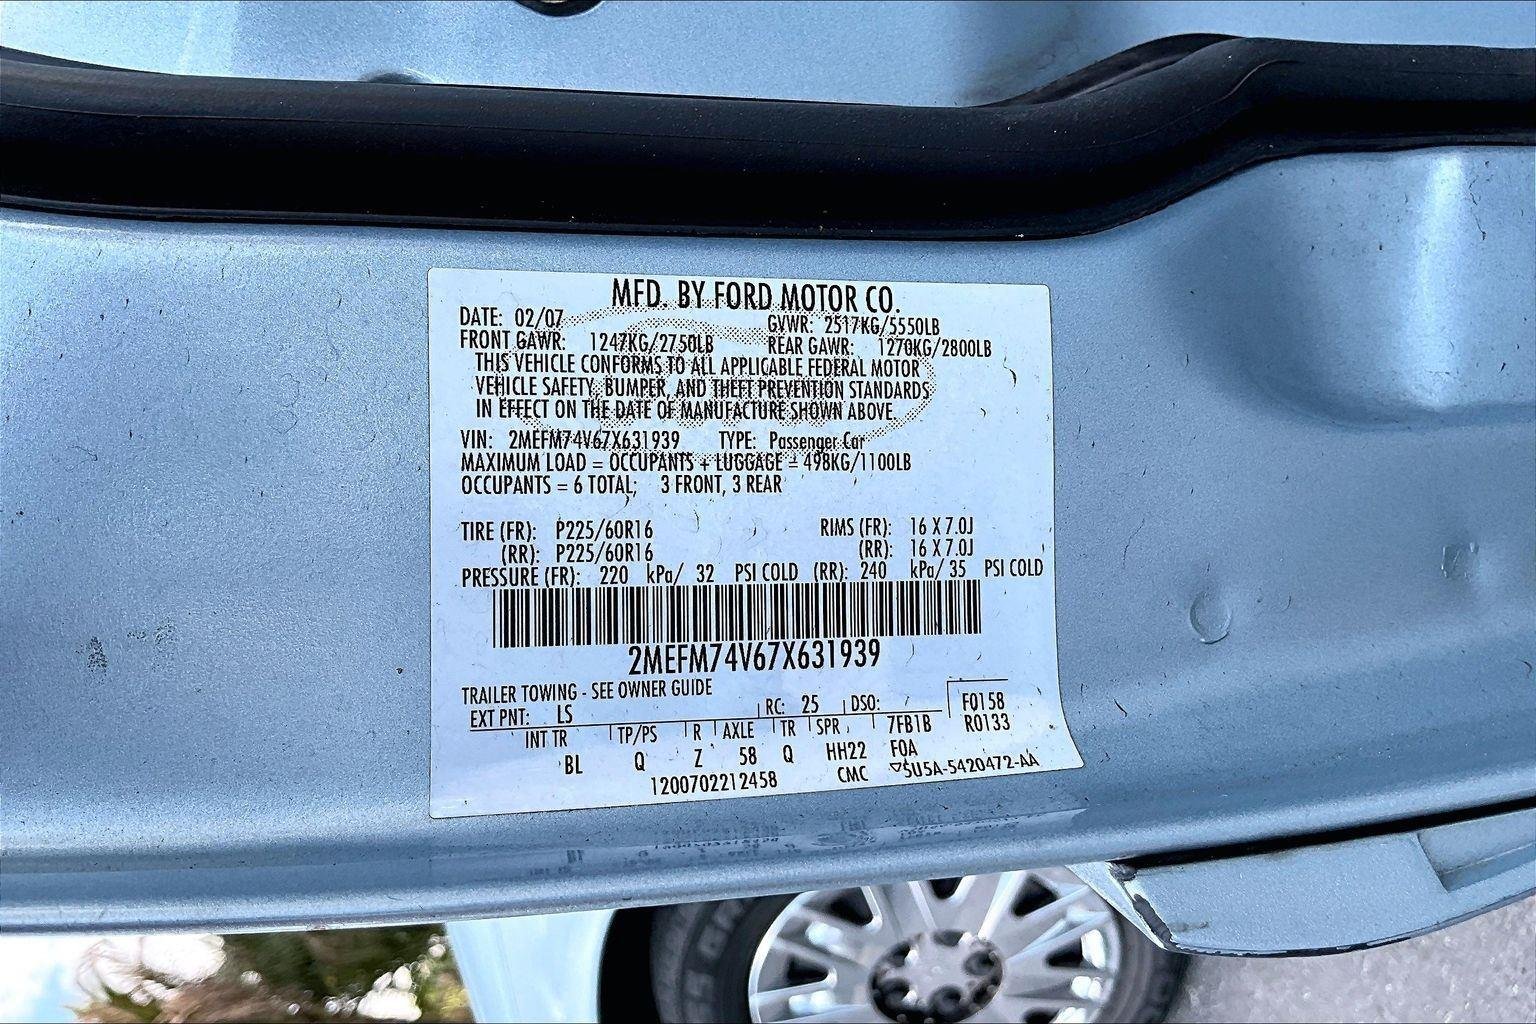 MFD. BY FORD MOTOR CO.
DATE: 02/07 GVWR: 2517KG/5550LB
FRONT GAWR: 1247KG/2750LB REAR GAWR: 1270KG/2800LB
THIS VEHICLE CONFORMS TO ALL APPLICABLE FEDERAL MOTOR
VEHICLE SAFETY, BUMPER, AND THEFT PREVENTION STANDARDS
IN EFFECT ON THE DATE OF MANUFACTURE SHOWN ABOVE.
VIN: 2MEFM74V67X631939 TYPE: Passenger Car
MAXIMUM LOAD = OCCUPANTS + LUGGAGE = 498KG/1100LB
OCCUPANTS = 6 TOTAL; 3 FRONT, 3 REAR
TIRE (FR): P225/60R16 RIMS (FR): 16 X 7.0J
(RR): P225/60R16 (RR): 16 X 7.0J
PRESSURE (FR): 220 kPa/ 32 PSI COLD (RR): 240 kPa/ 35 PSI COLD
2MEFM74V67X631939
TRAILER TOWING - SEE OWNER GUIDE
EXT PNT: LS RC: 25 DSO: F0158
INT TR TP/PS R AXLE TR SPR 7FB1B R0133
BL Q Z 58 Q HH22 FOA
1200702212458 CMC ▽5U5A-5420472-AA